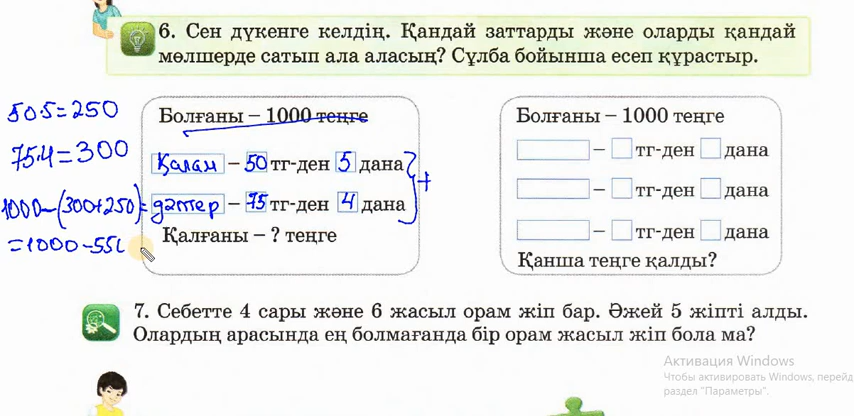 6. Сен дүкенге келдің. Қандай заттарды және оларды қандай
мөлшерде сатып ала аласың? Сұлба бойынша есеп құрастыр.
50·5=250
75·4=300
1000-(300+250)=
=1000-550
Болғаны – 1000 теңге
Қалам – 50 тг-ден 5 дана
дәптер – 75 тг-ден 4 дана
+
Қалғаны – ? теңге
Болғаны – 1000 теңге
– тг-ден дана
– тг-ден дана
– тг-ден дана
Қанша теңге қалды?
7. Себетте 4 сары және 6 жасыл орам жіп бар. Әжей 5 жіпті алды.
Олардың арасында ең болмағанда бір орам жасыл жіп бола ма?
Активация Windows
Чтобы активировать Windows, перейд
раздел "Параметры".